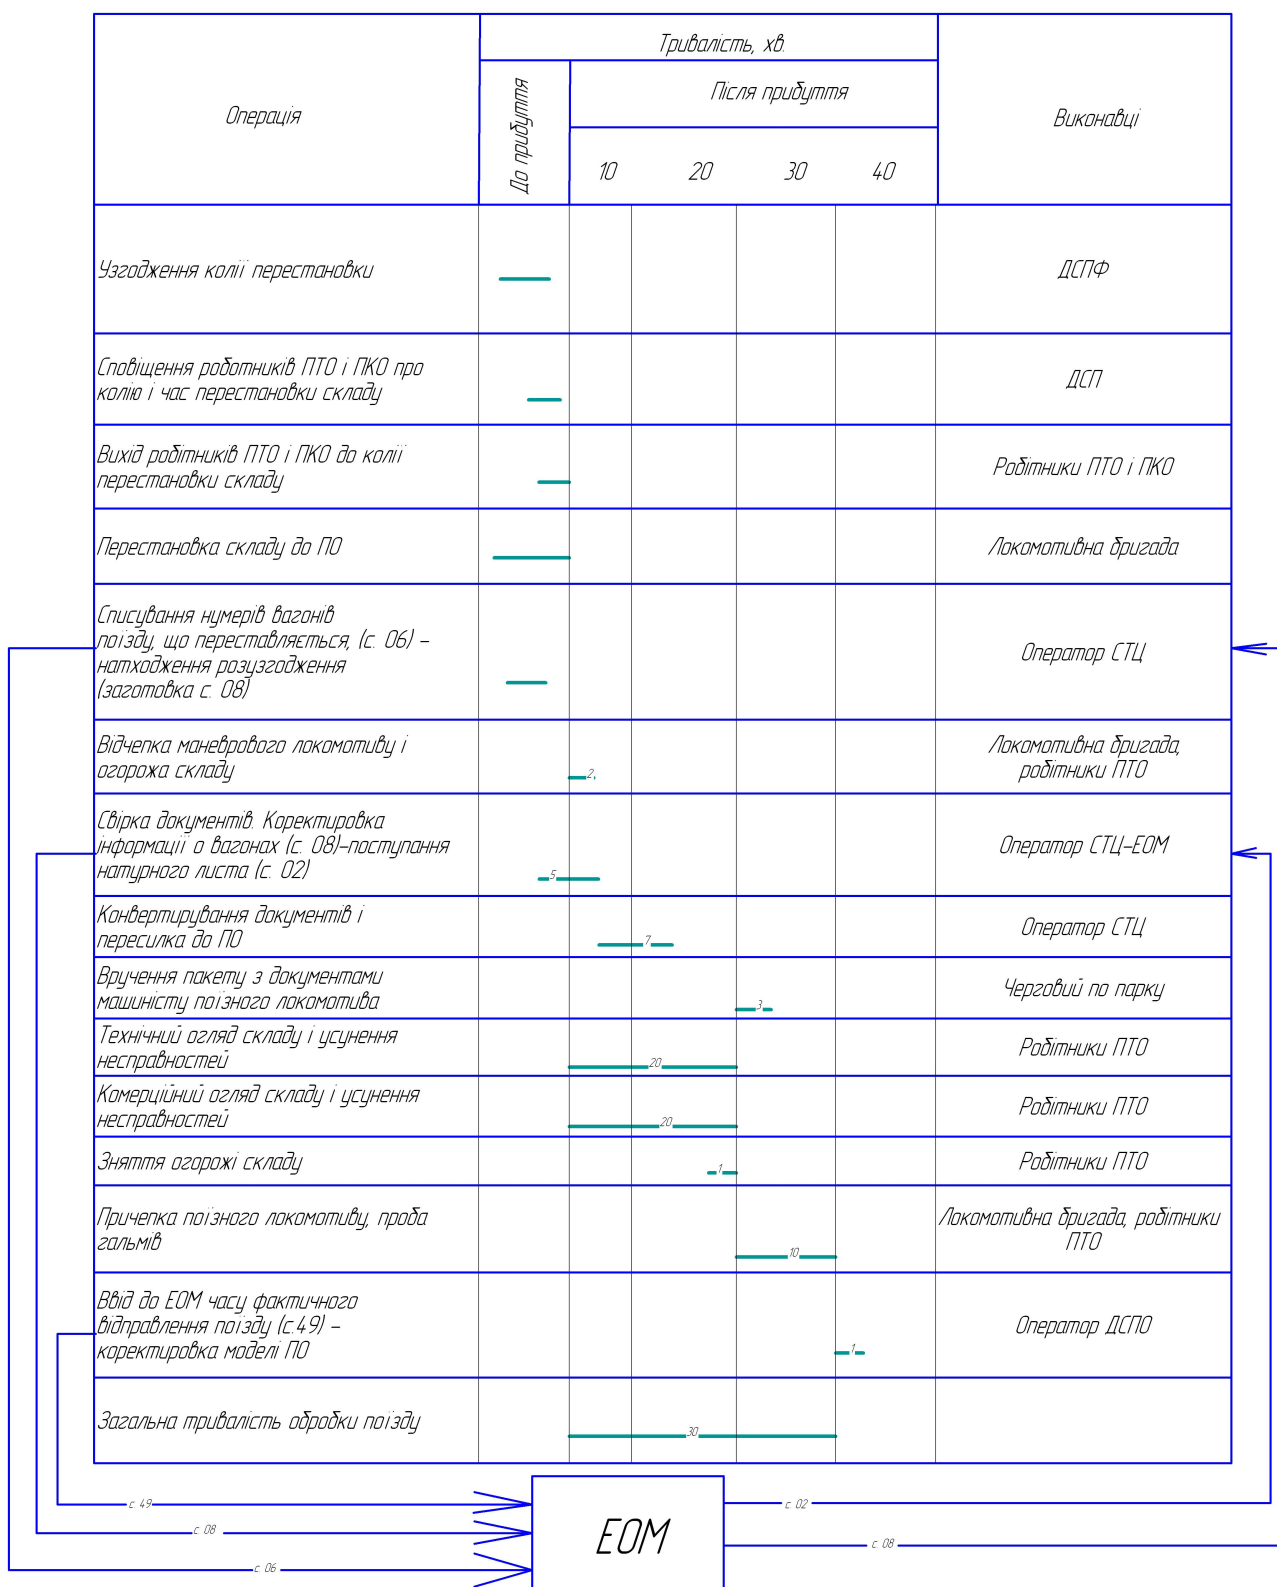 Операція
Тривалість, хв.
До прибуття
Після прибуття
10 20 30 40
Виконавці
Узгодження колії перестановки
ДСПФ
Сповіщення роботників ПТО і ПКО про
колію і час перестановки складу
ДСП
Вихід робітників ПТО і ПКО до колії
перестановки складу
Робітники ПТО і ПКО
Перестановка складу до ПО
Локомотивна бригада
Списування нумерів вагонів
поїзду, що переставляється, (с. 06) –
натходження розузгодження
(заготовка с. 08)
Оператор СТЦ
Відчепка маневрового локомотиву і
огорожа складу
2
Локомотивна бригада,
робітники ПТО
Свірка документів. Коректировка
інформації о вагонах (с. 08)-поступання
натурного листа (с. 02)
5
Оператор СТЦ-ЕОМ
Конвертирування документів і
пересилка до ПО
7
Оператор СТЦ
Вручення пакету з документами
машиністу поїзного локомотива
3
Черговий по парку
Технічний огляд складу і усунення
несправностей
20
Робітники ПТО
Комерційний огляд складу і усунення
несправностей
20
Робітники ПТО
Зняття огорожі складу
1
Робітники ПТО
Причепка поїзного локомотиву, проба
гальмів
10
Локомотивна бригада, робітники
ПТО
Ввід до ЕОМ часу фактичного
відправлення поїзду (с.49) –
коректировка моделі ПО
1
Оператор ДСПО
Загальна тривалість обробки поїзду
30
с. 49
с. 08
с. 06
ЕОМ
с. 02
с. 08